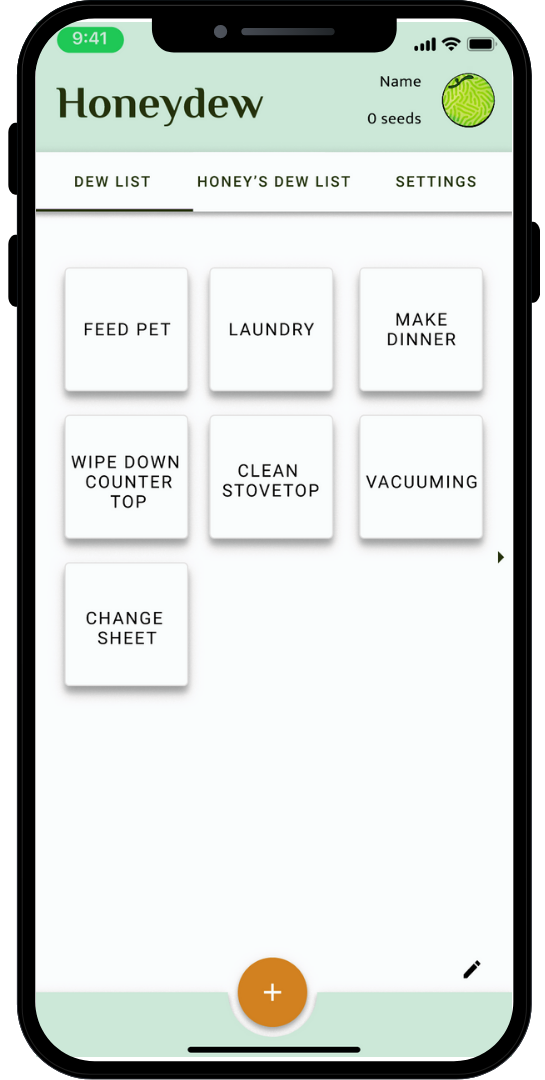 9:41
Honeydew
Name
0 seeds
DEW LIST
HONEY'S DEW LIST
SETTINGS
FEED PET
LAUNDRY
MAKE
DINNER
WIPE DOWN
COUNTER
TOP
CLEAN
STOVETOP
VACUUMING
CHANGE
SHEET
+